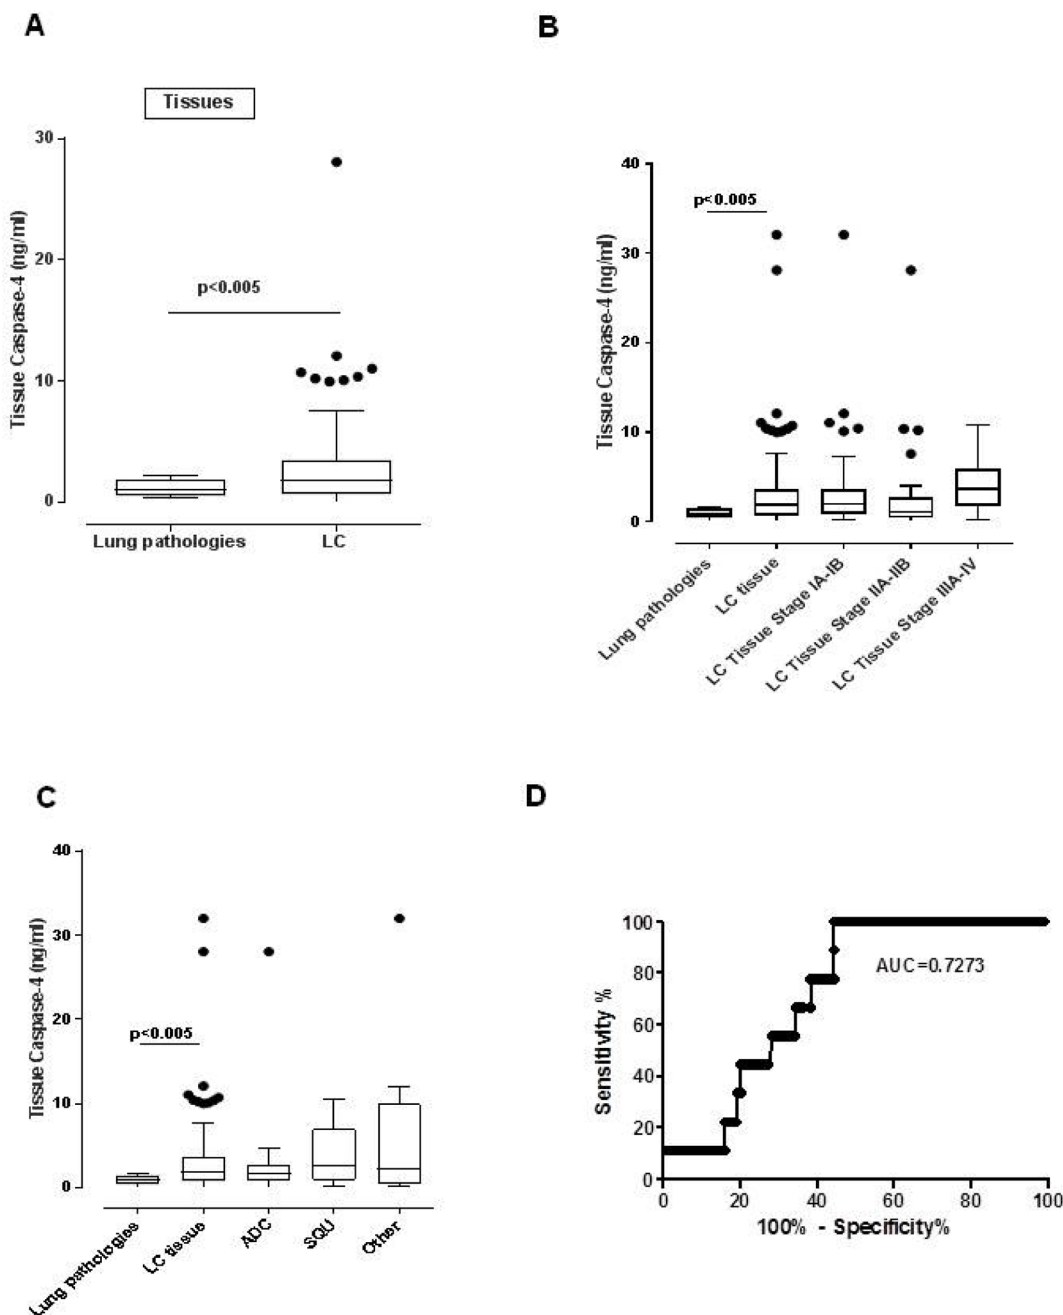 A
Tissues
Tissue Caspase-4 (ng/ml)
30
20
10
0
p<0.005
Lung pathologies
LC
B
Tissue Caspase-4 (ng/ml)
40
30
20
10
0
p<0.005
Lung pathologies
LC tissue
LC Tissue Stage IA-IB
LC Tissue Stage IIA-IIB
LC Tissue Stage IIIA-IV
C
Tissue Caspase-4 (ng/ml)
40
30
20
10
0
p<0.005
Lung pathologies
LC tissue
ADC
SQU
Other
D
Sensitivity %
100
80
60
40
20
0
AUC=0.7273
0 20 40 60 80 100
100% - Specificity%